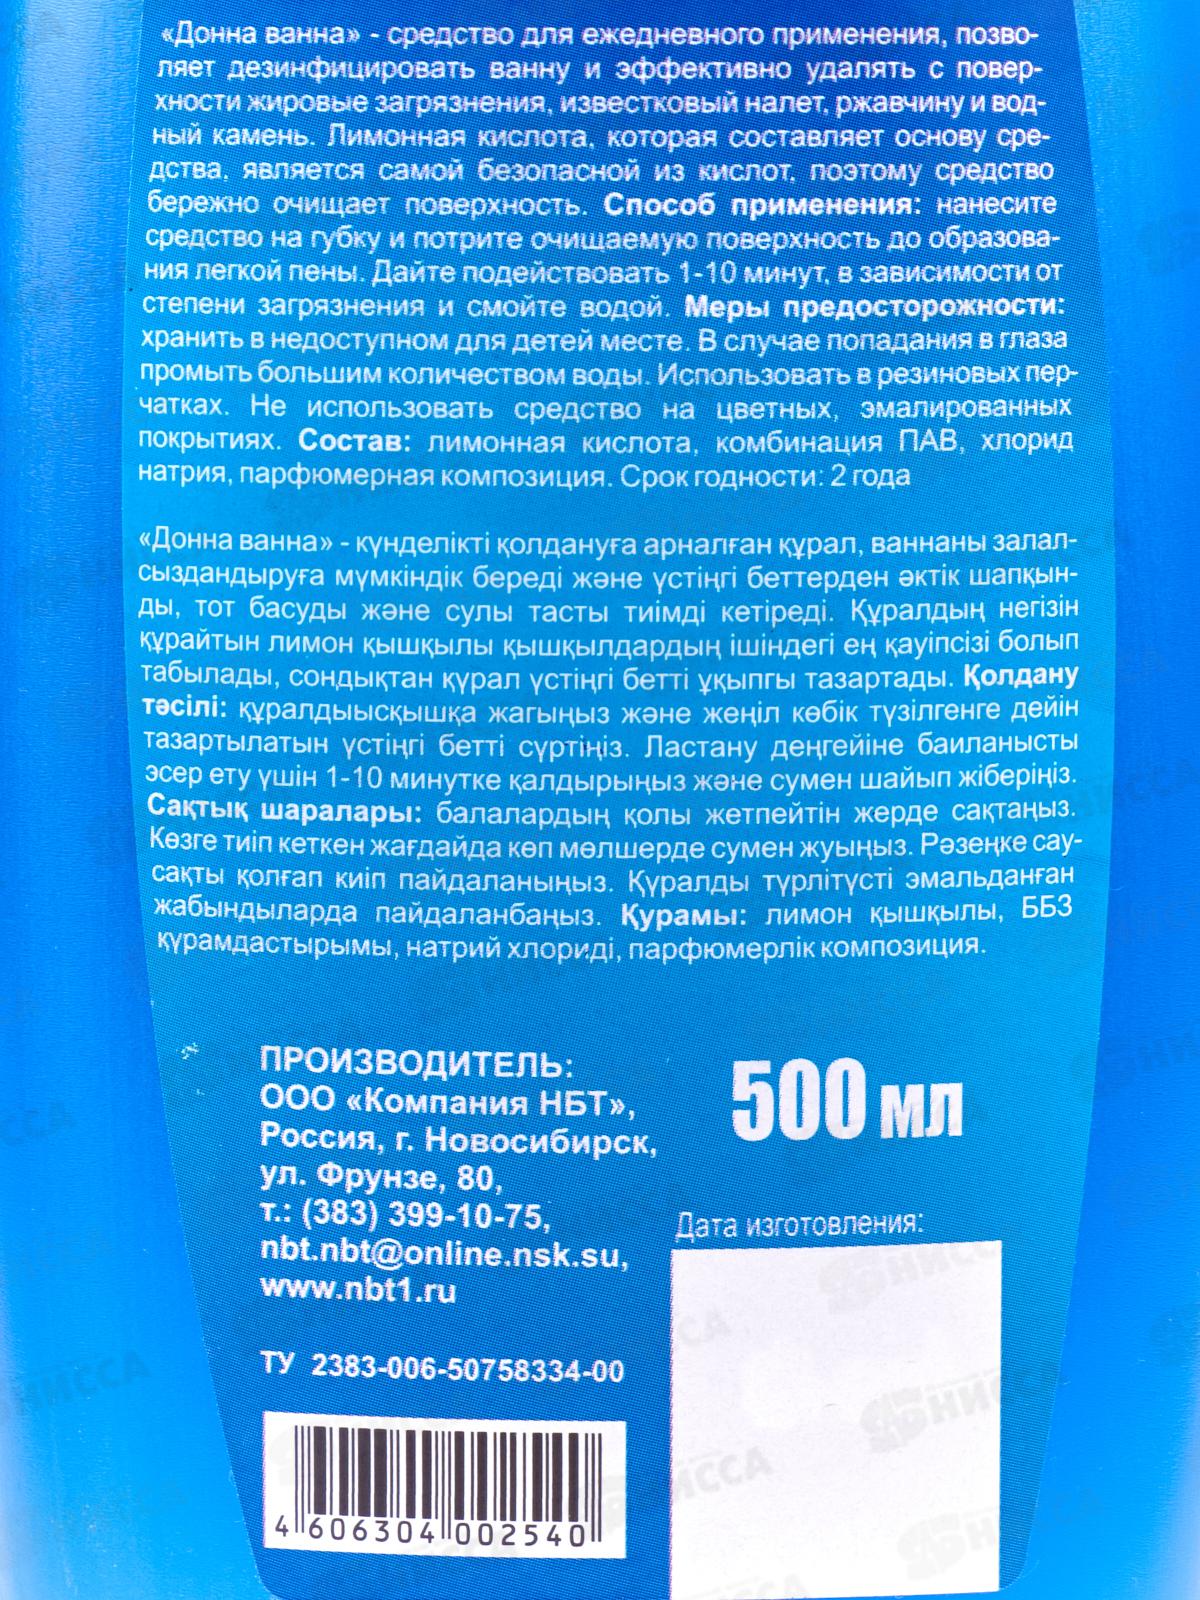 «Донна ванна» - средство для ежедневного применения, позво-
ляет дезинфицировать ванну и эффективно удалять с повер-
хности жировые загрязнения, известковый налет, ржавчину и вод-
ный камень. Лимонная кислота, которая составляет основу сре-
дства, является самой безопасной из кислот, поэтому средство
бережно очищает поверхность. Способ применения: нанесите
средство на губку и потрите очищаемую поверхность до образова-
ния легкой пены. Дайте подействовать 1-10 минут, в зависимости от
степени загрязнения и смойте водой. Меры предосторожности:
хранить в недоступном для детей месте. В случае попадания в глаза
промыть большим количеством воды. Использовать в резиновых пер-
чатках. Не использовать средство на цветных, эмалированных
покрытиях. Состав: лимонная кислота, комбинация ПАВ, хлорид
натрия, парфюмерная композиция. Срок годности: 2 года
«Донна ванна» - күнделікті қолдануға арналған құрал, ваннаны залал-
сыздандыруға мүмкіндік береді және үстіңгі беттерден әктік шапқын-
ды, тот басуды және сулы тасты тиімді кетіреді. Құралдың негізін
құрайтын лимон қышқылы қышқылдардың ішіндегі ең қауіпсізі болып
табылады, сондықтан құрал үстіңгі бетті ұқыпгы тазартады. Қолдану
тәсілі: құралдыысқышқа жагыңыз және жеңіл көбік түзілгенге дейін
тазартылатын үстіңгі бетті сүртіңіз. Ластану деңгейіне баиланысты
эсер ету үшін 1-10 минутке қалдырыңыз және сумен шайып жіберіңіз.
Сақтық шаралары: балалардың қолы жетпейтін жерде сақтаңыз.
Көзге тиіп кеткен жағдайда көп мөлшерде сумен жуыңыз. Рәзеңке сау-
сақты қолғап киіп пайдаланыңыз. Қүралды түрлітүсті эмальданған
жабындыларда пайдаланбаңыз. Қурамы: лимон қышқылы, ББЗ
қүрамдастырымы, натрий хлориді, парфюмерлік композиция.
ПРОИЗВОДИТЕЛЬ:
ООО «Компания НБТ»,
Россия, г. Новосибирск,
ул. Фрунзе, 80,
т.: (383) 399-10-75,
nbt.nbt@online.nsk.su,
www.nbt1.ru
500 мл
Дата изготовления:
ТУ 2383-006-50758334-00
4 606304 002540